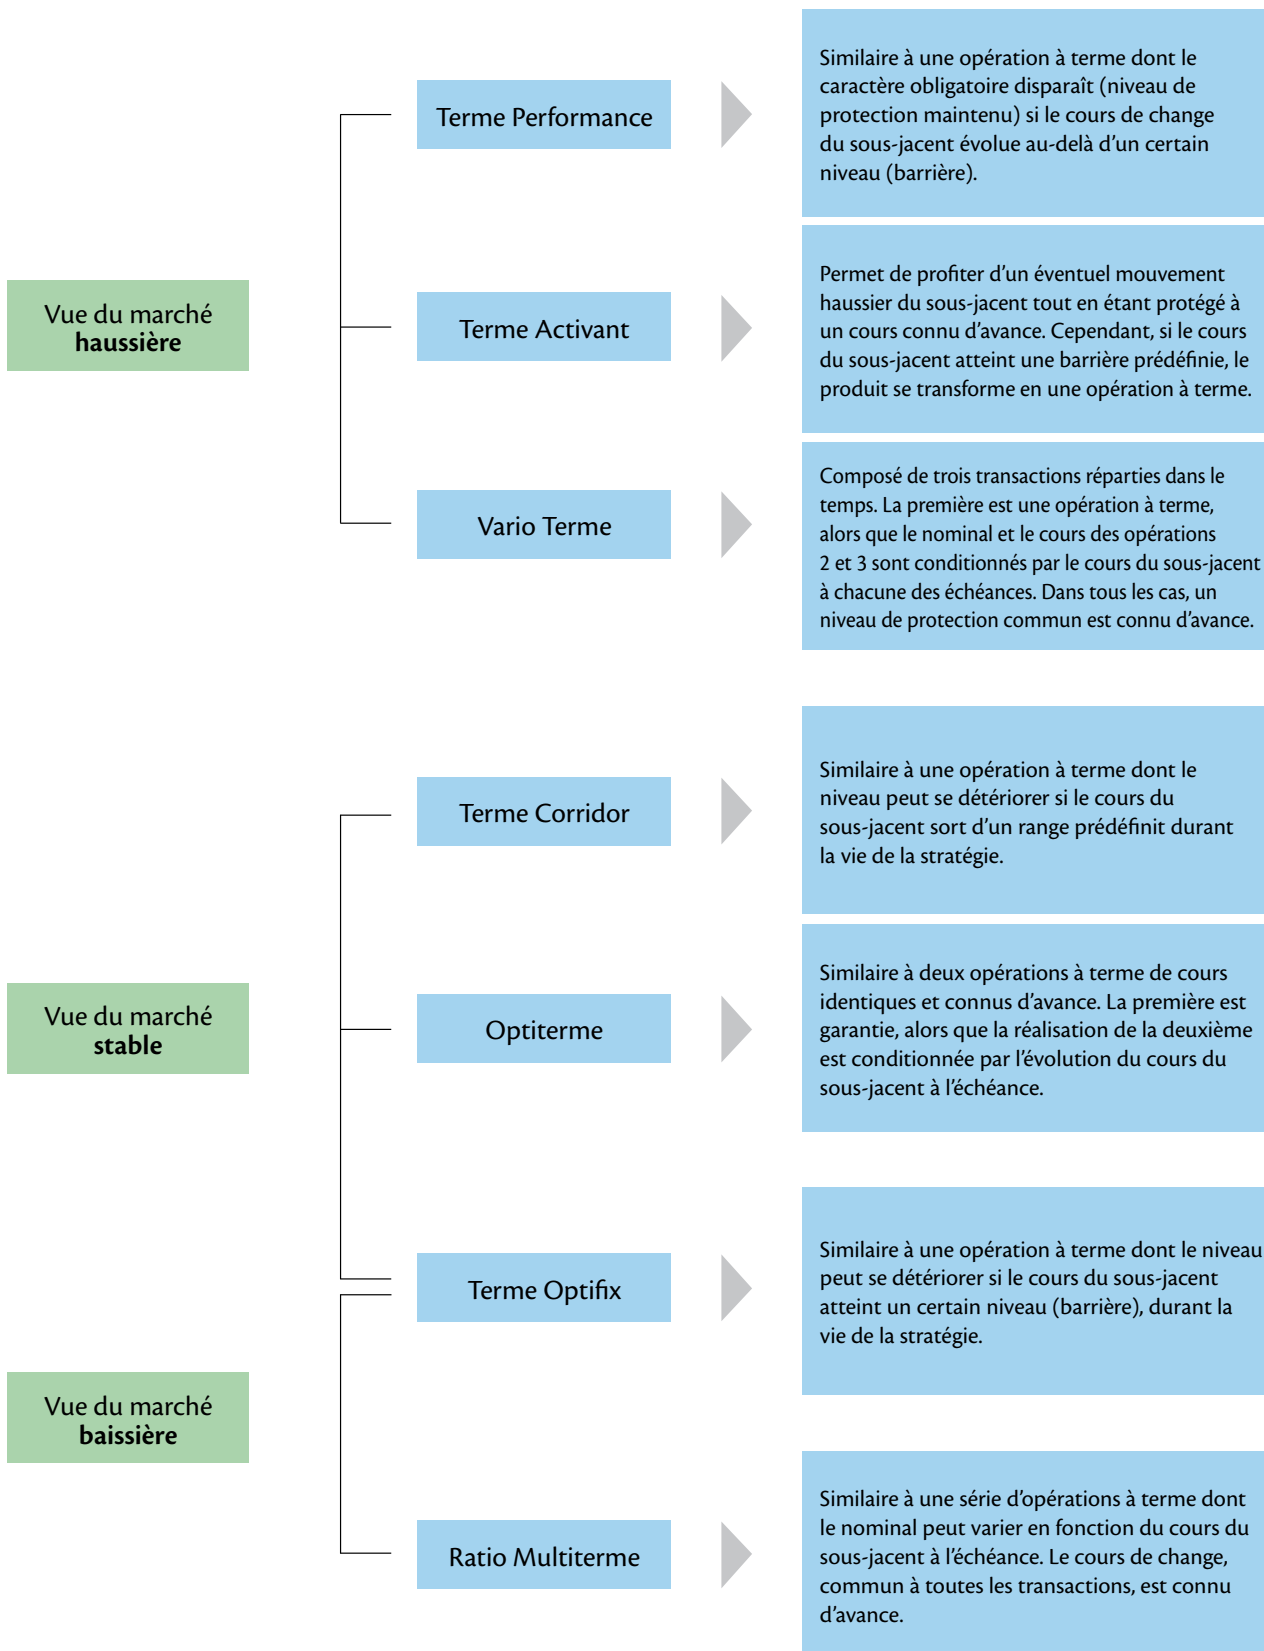 Vue du marché
haussière
Terme Performance
Similaire à une opération à terme dont le
caractère obligatoire disparaît (niveau de
protection maintenu) si le cours de change
du sous-jacent évolue au-delà d’un certain
niveau (barrière).
Terme Activant
Permet de profiter d’un éventuel mouvement
haussier du sous-jacent tout en étant protégé à
un cours connu d’avance. Cependant, si le cours
du sous-jacent atteint une barrière prédéfinie, le
produit se transforme en une opération à terme.
Vario Terme
Composé de trois transactions réparties dans le
temps. La première est une opération à terme,
alors que le nominal et le cours des opérations
2 et 3 sont conditionnés par le cours du sous-jacent
à chacune des échéances. Dans tous les cas, un
niveau de protection commun est connu d’avance.
Vue du marché
stable
Terme Corridor
Similaire à une opération à terme dont le
niveau peut se détériorer si le cours du
sous-jacent sort d’un range prédéfinit durant
la vie de la stratégie.
Optiterme
Similaire à deux opérations à terme de cours
identiques et connus d’avance. La première est
garantie, alors que la réalisation de la deuxième
est conditionnée par l’évolution du cours du
sous-jacent à l’échéance.
Terme Optifix
Similaire à une opération à terme dont le niveau
peut se détériorer si le cours du sous-jacent
atteint un certain niveau (barrière), durant la
vie de la stratégie.
Vue du marché
baissière
Ratio Multiterme
Similaire à une série d’opérations à terme dont
le nominal peut varier en fonction du cours du
sous-jacent à l’échéance. Le cours de change,
commun à toutes les transactions, est connu
d’avance.